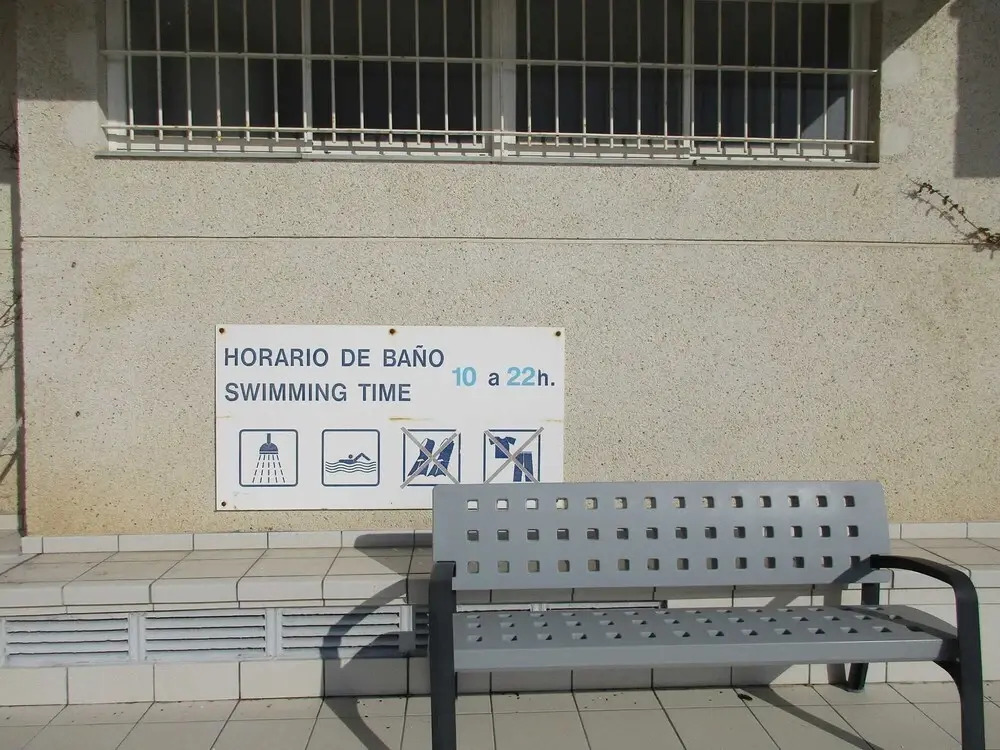 HORARIO DE BAÑO
SWIMMING TIME
10 a 22h.